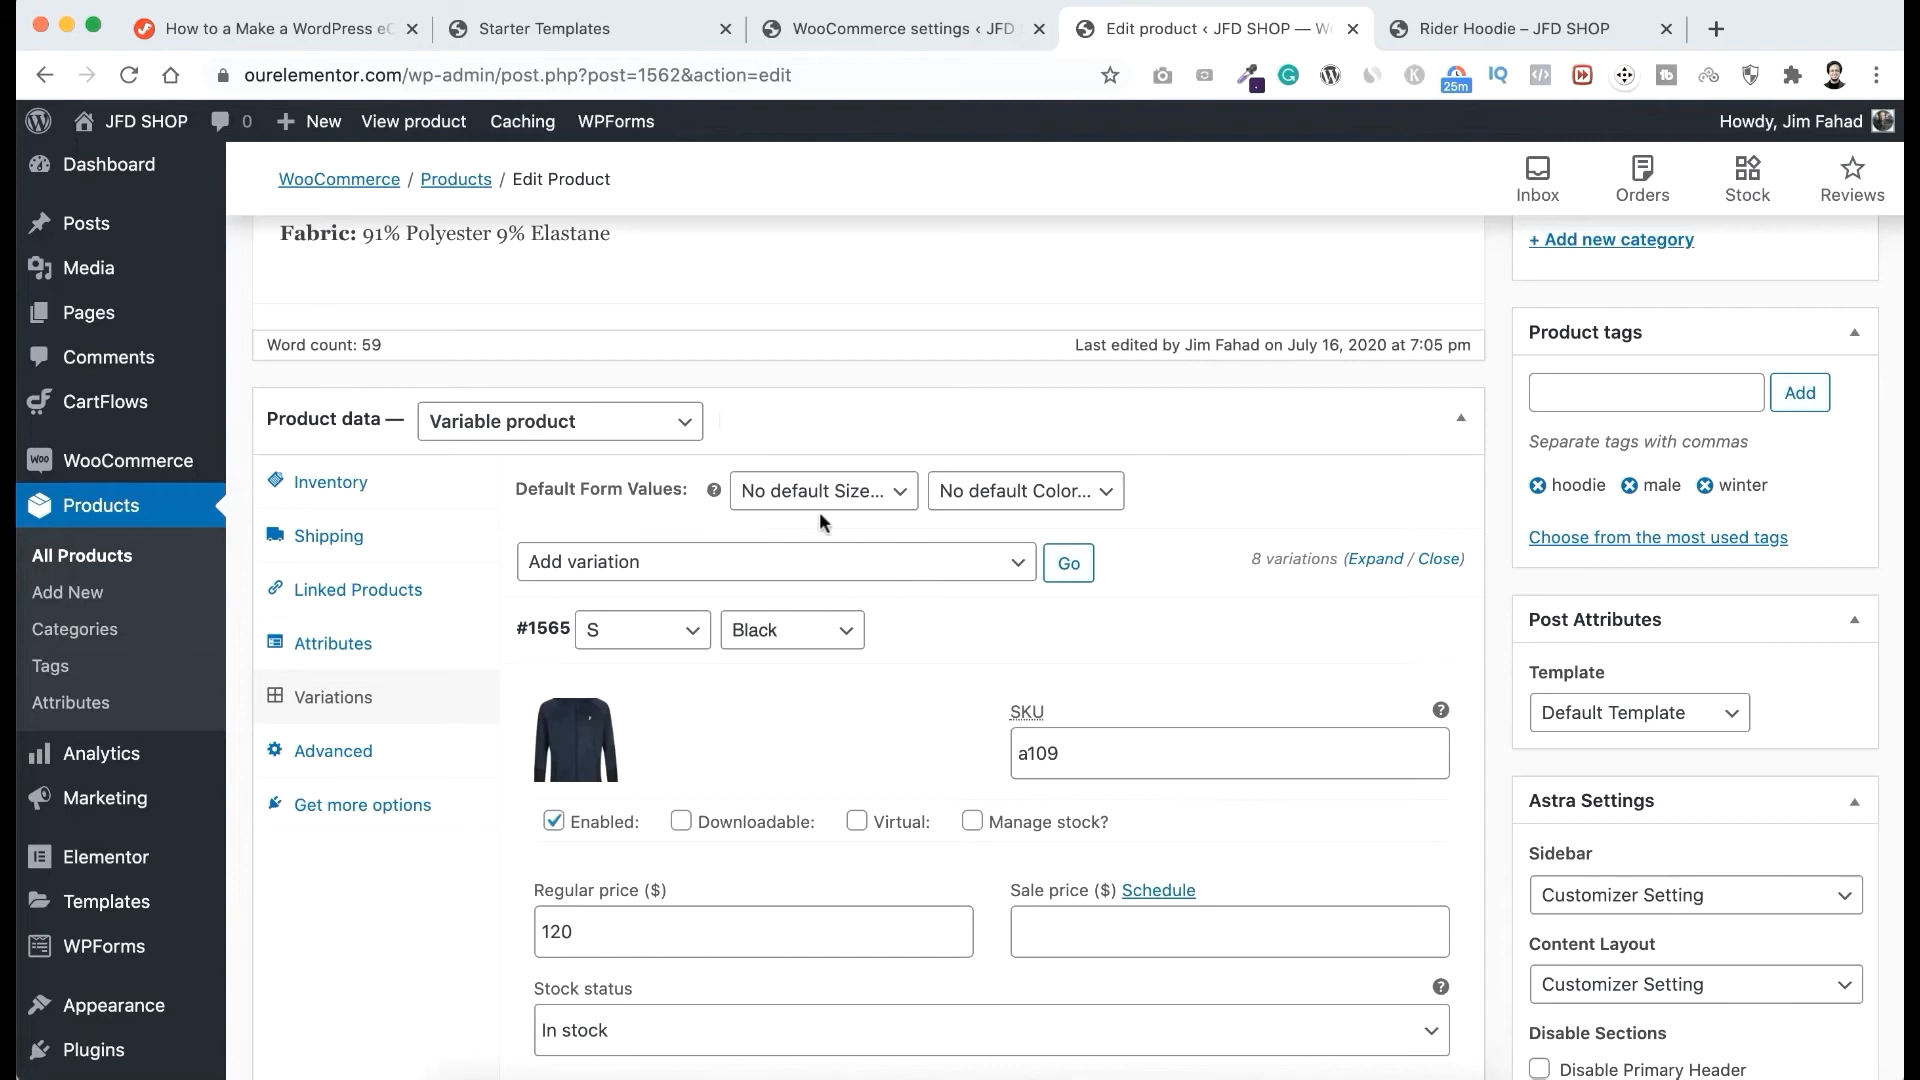 How to a Make a WordPress eC
Starter Templates
WooCommerce settings ‹ JFD
Edit product ‹ JFD SHOP — W
Rider Hoodie – JFD SHOP
ourelementor.com/wp-admin/post.php?post=1562&action=edit
25m
IQ
JFD SHOP
0
New
View product
Caching
WPForms
Howdy, Jim Fahad
Dashboard
Posts
Media
Pages
Comments
CartFlows
WooCommerce
Products
All Products
Add New
Categories
Tags
Attributes
Analytics
Marketing
Elementor
Templates
WPForms
Appearance
Plugins
WooCommerce / Products / Edit Product
Inbox
Orders
Stock
Reviews
Fabric: 91% Polyester 9% Elastane
Word count: 59
Last edited by Jim Fahad on July 16, 2020 at 7:05 pm
Product data —
Variable product
Inventory
Shipping
Linked Products
Attributes
Variations
Advanced
Get more options
Default Form Values:
No default Size...
No default Color...
Add variation
Go
8 variations (Expand / Close)
#1565
S
Black
SKU
a109
Enabled:
Downloadable:
Virtual:
Manage stock?
Regular price ($)
120
Sale price ($) Schedule
Stock status
In stock
+ Add new category
Product tags
Add
Separate tags with commas
hoodie
male
winter
Choose from the most used tags
Post Attributes
Template
Default Template
Astra Settings
Sidebar
Customizer Setting
Content Layout
Customizer Setting
Disable Sections
Disable Primary Header